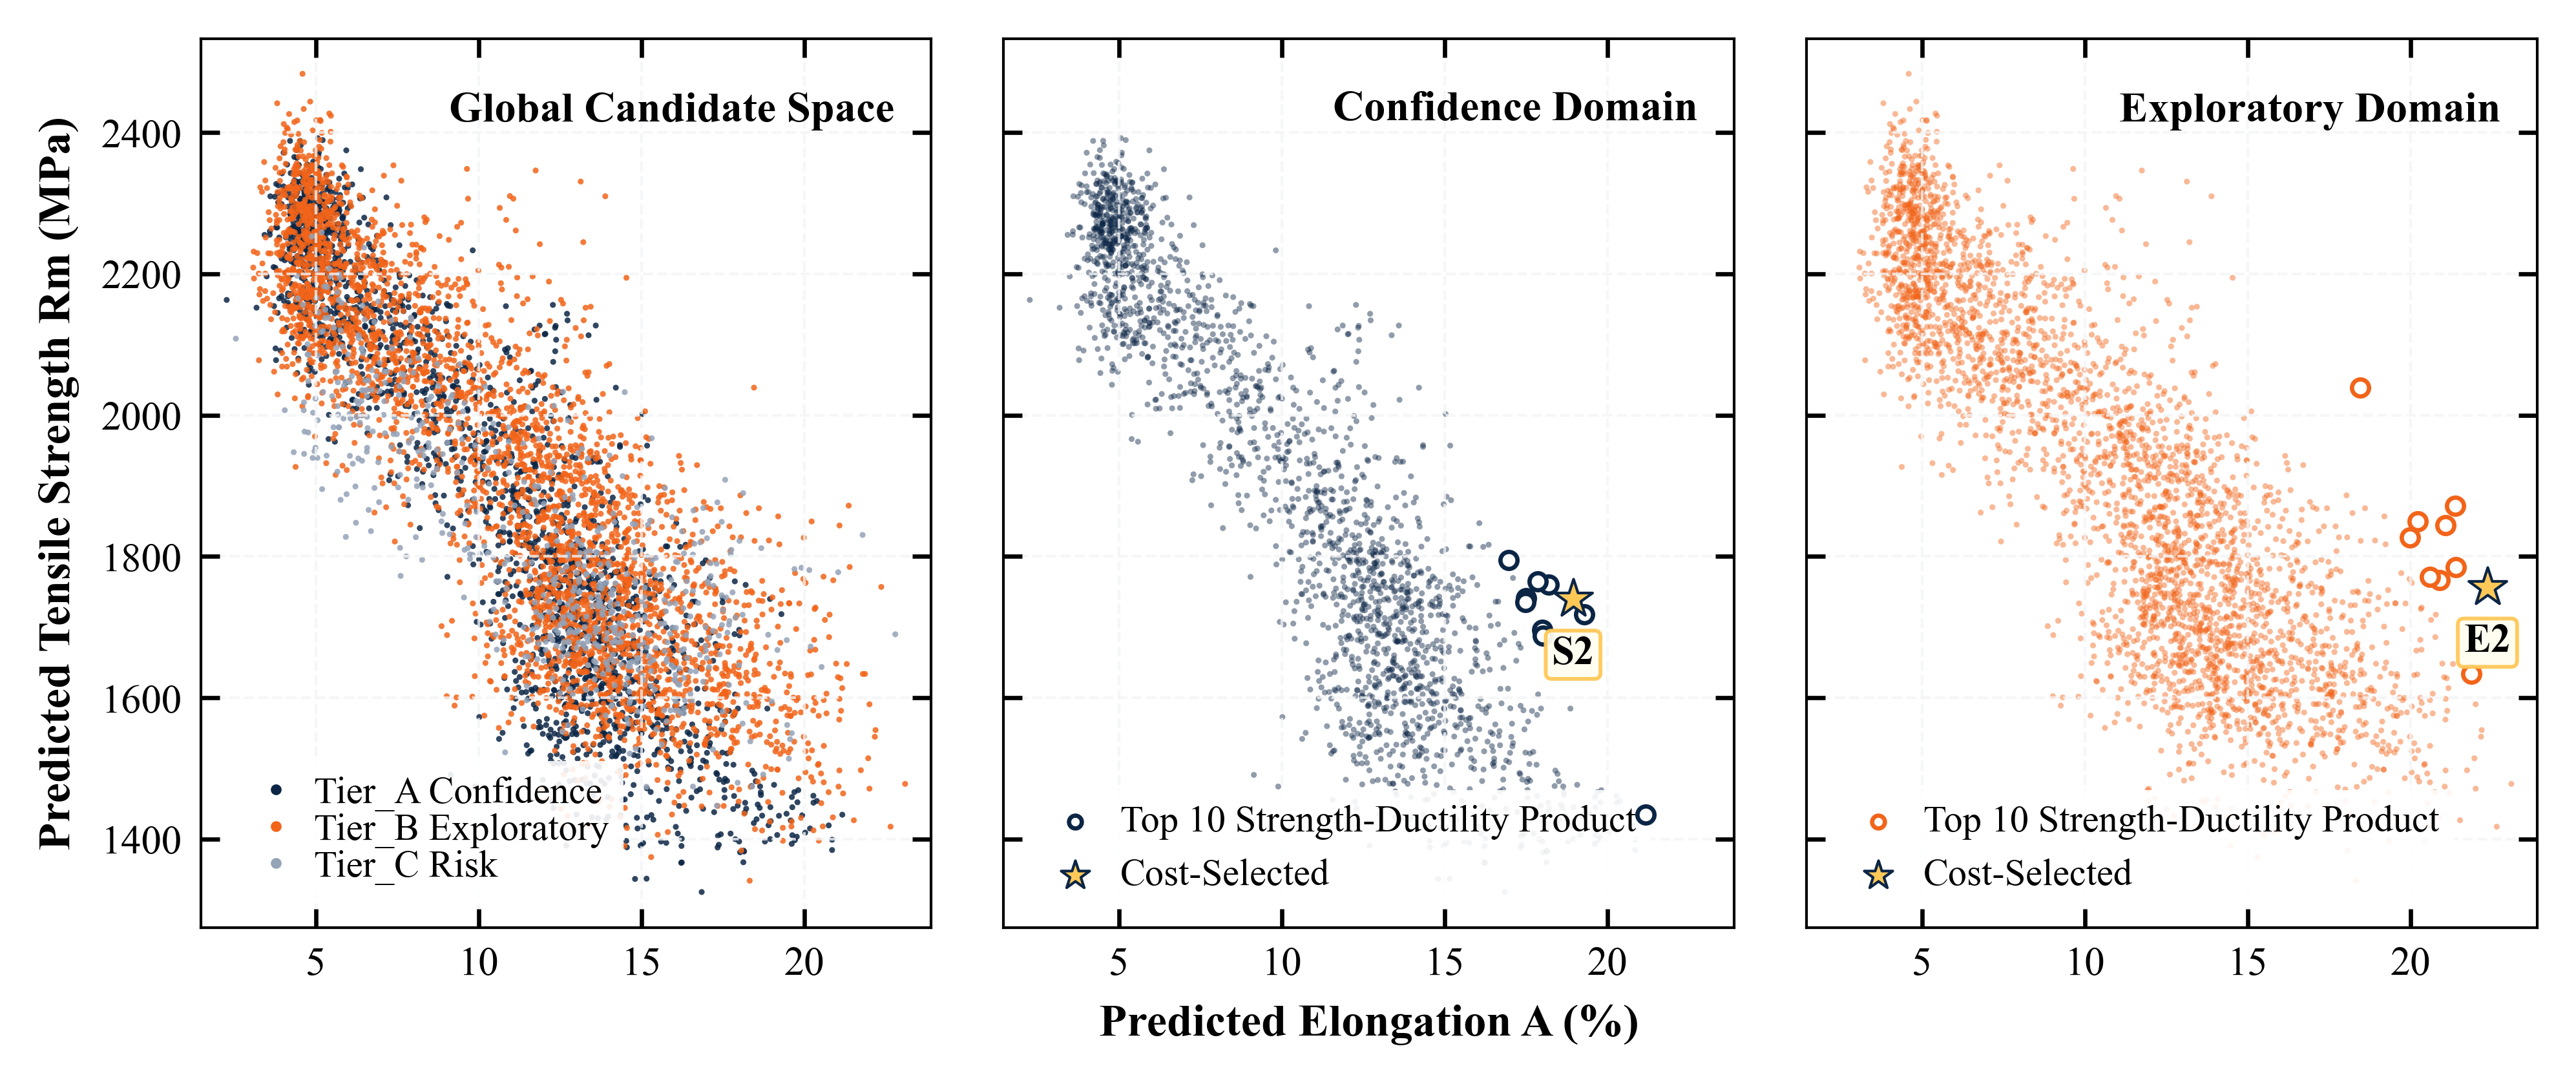 Predicted Tensile Strength Rm (MPa)
2400
2200
2000
1800
1600
1400
Global Candidate Space
Tier_A Confidence
Tier_B Exploratory
Tier_C Risk
5 10 15 20
Confidence Domain
S2
Top 10 Strength-Ductility Product
Cost-Selected
5 10 15 20
Exploratory Domain
E2
Top 10 Strength-Ductility Product
Cost-Selected
5 10 15 20
Predicted Elongation A (%)